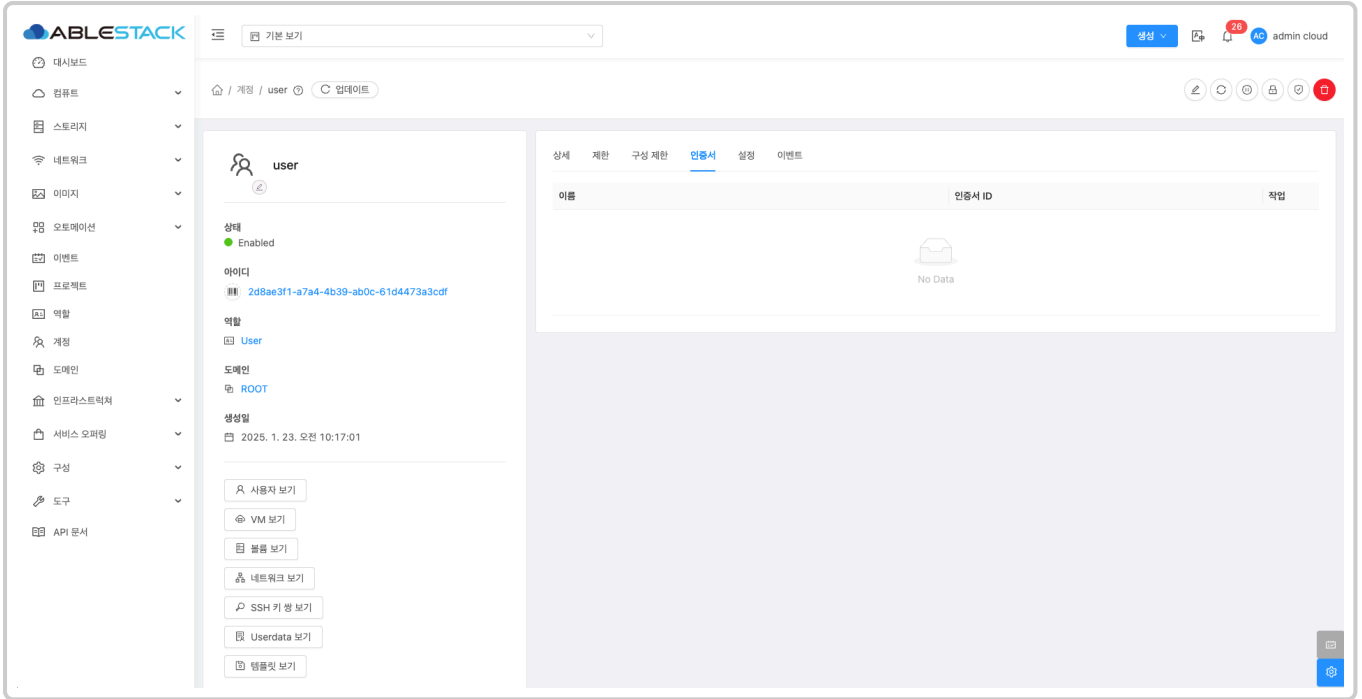 ABLESTACK
기본 보기
생성
26
AC
admin cloud
대시보드
컴퓨트
스토리지
네트워크
이미지
오토메이션
이벤트
프로젝트
역할
계정
도메인
인프라스트럭쳐
서비스 오퍼링
구성
도구
API 문서
/ 계정 / user
업데이트
user
상태
Enabled
아이디
2d8ae3f1-a7a4-4b39-ab0c-61d4473a3cdf
역할
User
도메인
ROOT
생성일
2025. 1. 23. 오전 10:17:01
사용자 보기
VM 보기
볼륨 보기
네트워크 보기
SSH 키 쌍 보기
Userdata 보기
템플릿 보기
상세 제한 구성 제한 인증서 설정 이벤트
이름 인증서 ID 작업
No Data